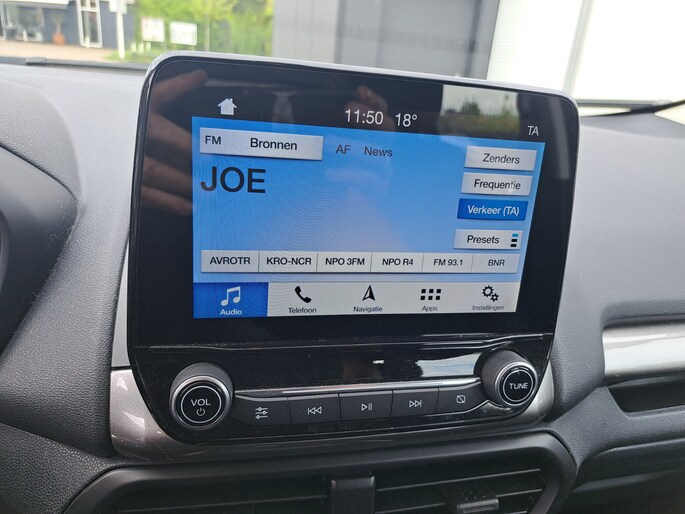 11:50 18°
TA
FM Bronnen
AF News
Zenders
JOE
Frequentie
Verkeer (TA)
Presets
AVROTR KRO-NCR NPO 3FM NPO R4 FM 93.1 BNR
Audio Telefoon Navigatie Apps Instellingen
VOL
TUNE